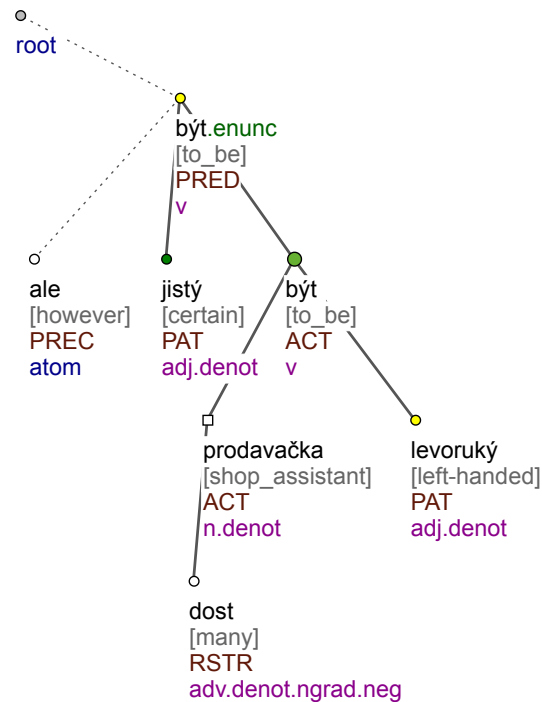 root
být.enunc
[to_be]
PRED
v
ale
[however]
PREC
atom
jistý
[certain]
PAT
adj.denot
být
[to_be]
ACT
v
prodavačka
[shop_assistant]
ACT
n.denot
levoruký
[left-handed]
PAT
adj.denot
dost
[many]
RSTR
adv.denot.ngrad.neg